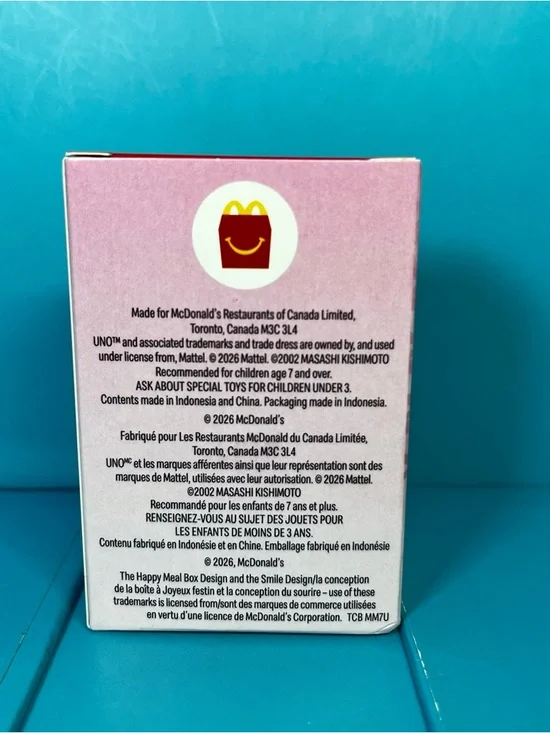 Made for McDonald's Restaurants of Canada Limited,
Toronto, Canada M3C 3L4
UNO™ and associated trademarks and trade dress are owned by, and used
under license from, Mattel. © 2026 Mattel. ©2002 MASASHI KISHIMOTO
Recommended for children age 7 and over.
ASK ABOUT SPECIAL TOYS FOR CHILDREN UNDER 3.
Contents made in Indonesia and China. Packaging made in Indonesia.
© 2026 McDonald's
Fabriqué pour Les Restaurants McDonald du Canada Limitée,
Toronto, Canada M3C 3L4
UNOᴹᶜ et les marques afférentes ainsi que leur représentation sont des
marques de Mattel, utilisées avec leur autorisation. © 2026 Mattel.
©2002 MASASHI KISHIMOTO
Recommandé pour les enfants de 7 ans et plus.
RENSEIGNEZ-VOUS AU SUJET DES JOUETS POUR
LES ENFANTS DE MOINS DE 3 ANS.
Contenu fabriqué en Indonésie et en Chine. Emballage fabriqué en Indonésie
© 2026, McDonald's
The Happy Meal Box Design and the Smile Design/la conception
de la boîte à Joyeux festin et la conception du sourire – use of these
trademarks is licensed from/sont des marques de commerce utilisées
en vertu d'une licence de McDonald's Corporation. TCB MM7U